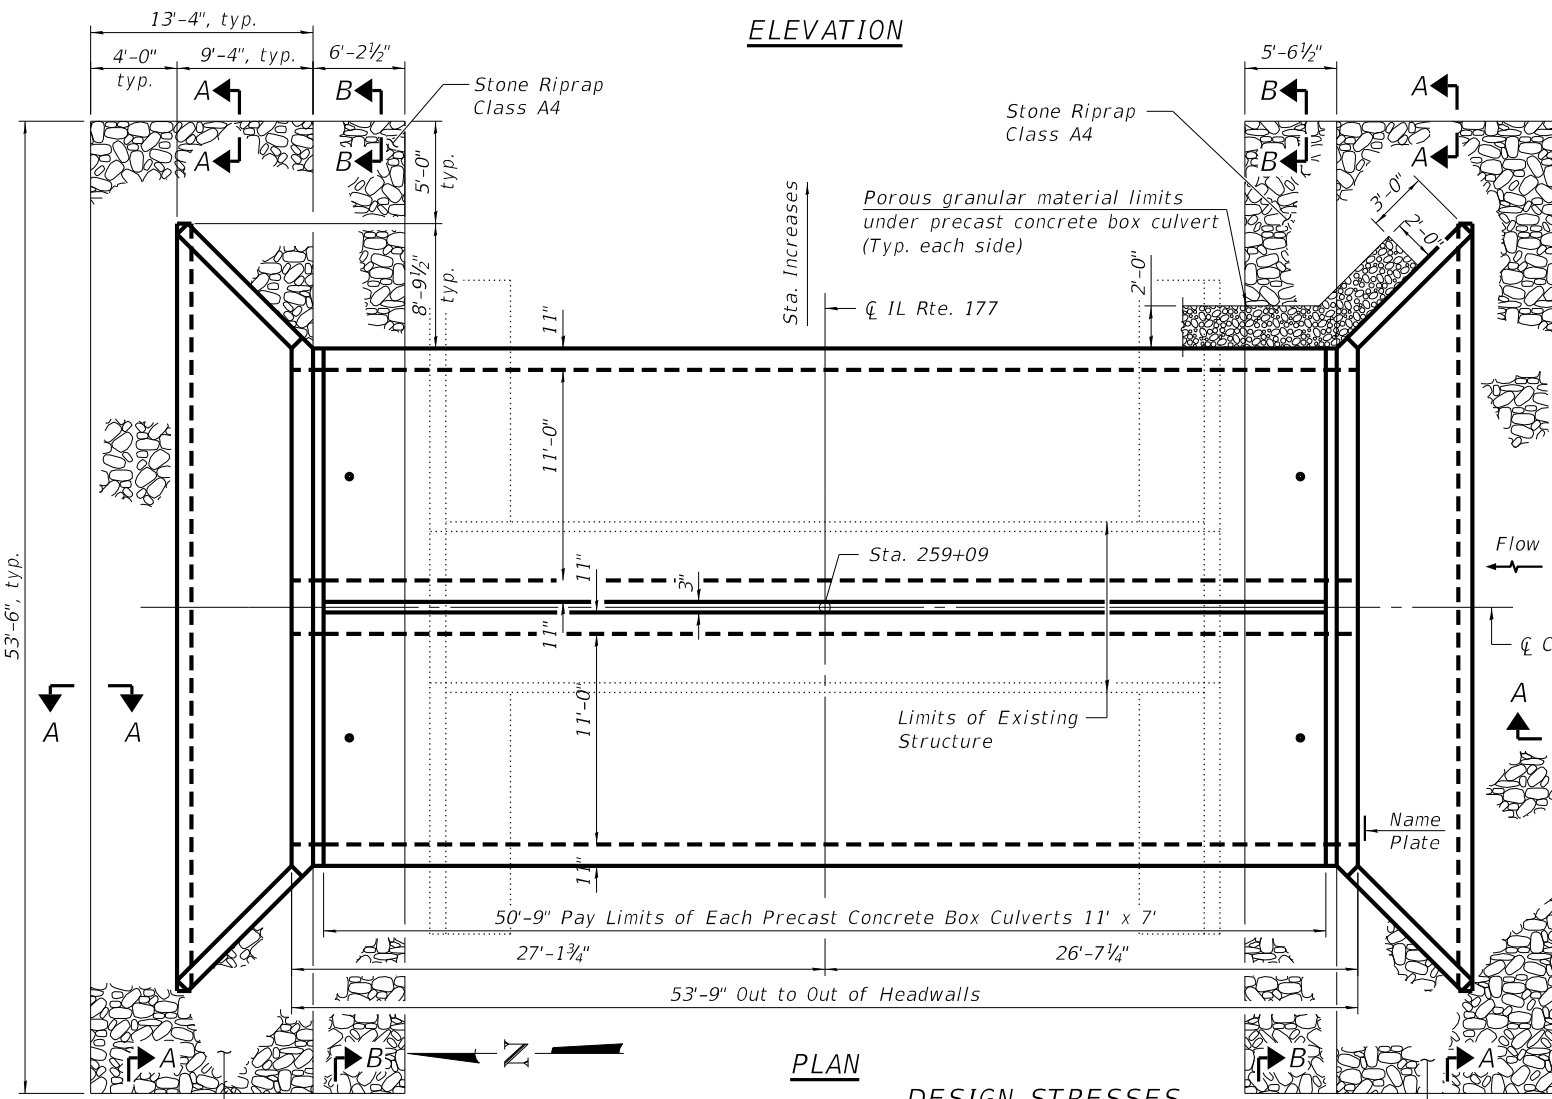 ELEVATION
13'-4", typ.
4'-0"
typ.
9'-4", typ.
6'-2½"
5'-6½"
A
B
B
A
Stone Riprap
Class A4
Stone Riprap
Class A4
A
B
B
A
5'-0"
typ.
8'-9½"
typ.
Sta. Increases
Porous granular material limits
under precast concrete box culvert
(Typ. each side)
3'-0"
2'-0"
2'-0"
℄ IL Rte. 177
11"
11'-0"
53'-6", typ.
Sta. 259+09
Flow
11"
3"
11"
℄ C
A
A
11'-0"
Limits of Existing
Structure
A
Name
Plate
11"
50'-9" Pay Limits of Each Precast Concrete Box Culverts 11' x 7'
27'-1¾"
26'-7¼"
53'-9" Out to Out of Headwalls
A
B
N
B
A
PLAN
DESIGN STRESSES